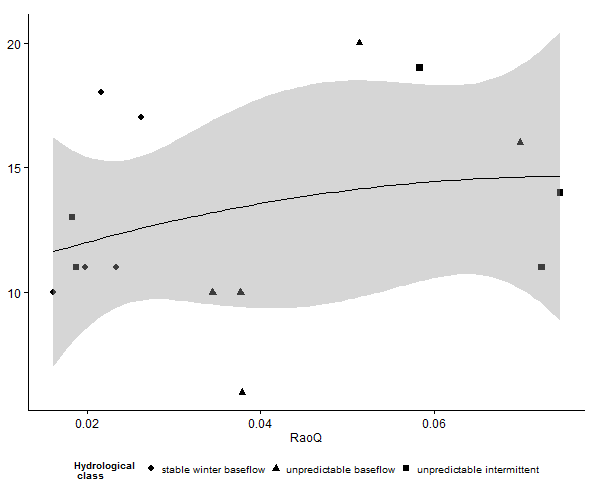 20
15
10
0.02 0.04 0.06
RaoQ
Hydrological class stable winter baseflow unpredictable baseflow unpredictable intermittent